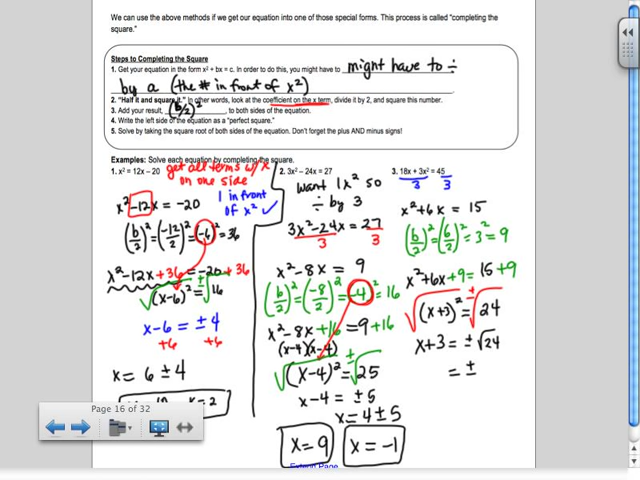 We can use the above methods if we get our equation into one of those special forms. This process is called "completing the
square."
Steps to Completing the Square
1. Get your equation in the form x² + bx = c. In order to do this, you might have to might have to ÷
by a (the # in front of x²)
2. "Half it and square it." In other words, look at the coefficient on the x term, divide it by 2, and square this number.
3. Add your result, (b/2)², to both sides of the equation.
4. Write the left side of the equation as a "perfect square."
5. Solve by taking the square root of both sides of the equation. Don't forget the plus AND minus signs!
Examples: Solve each equation by completing the square.
1. x² = 12x – 20
get all terms w/ x
on one side
x² - 12x = -20
1 in front
of x² ✓
(b/2)² = (-12/2)² = (-6)² = 36
x² - 12x + 36 = -20 + 36
√(x-6)² = ±√16
x - 6 = ± 4
+6 +6
x = 6 ± 4
x = 2
2. 3x² – 24x = 27
want 1x² so
÷ by 3
3x² - 24x = 27
3 3
x² - 8x = 9
(b/2)² = (-8/2)² = (-4)² = 16
x² - 8x + 16 = 9 + 16
(x-4)(x-4)
√(x-4)² = ±√25
x - 4 = ± 5
x = 4 ± 5
x = 9 x = -1
3. 18x + 3x² = 45
3 3
x² + 6x = 15
(b/2)² = (6/2)² = 3² = 9
x² + 6x + 9 = 15 + 9
√(x+3)² = ±√24
x + 3 = ± √24
= ±
Page 16 of 32
Extend Page